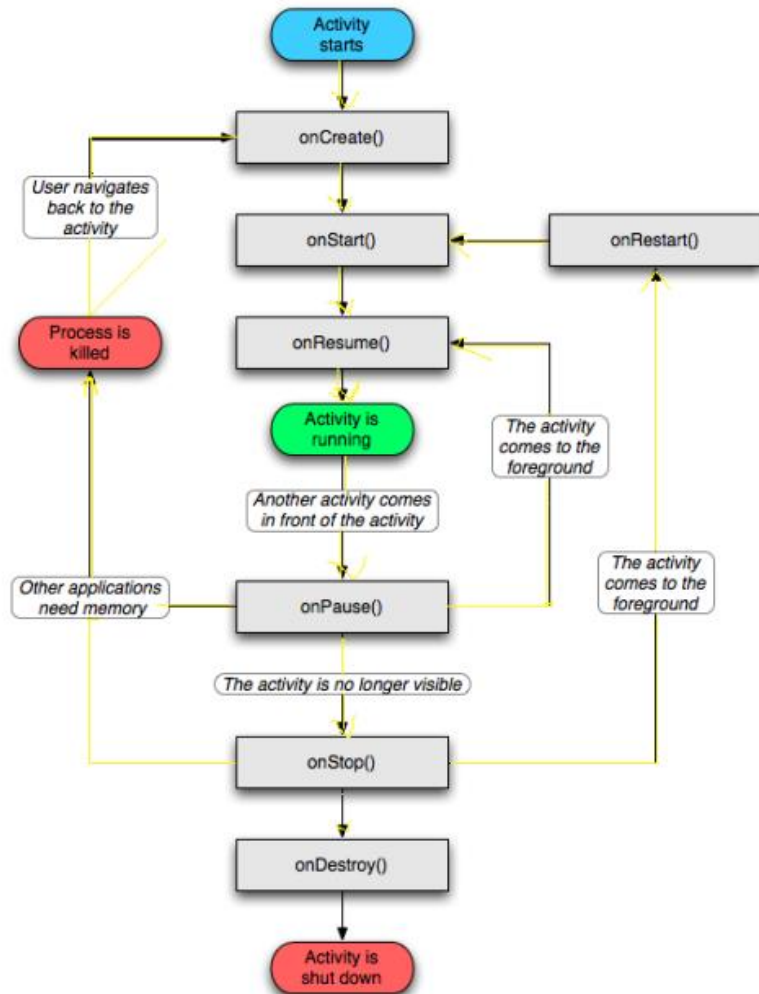 Activity
starts
onCreate()
User navigates
back to the
activity
onStart()
onRestart()
Process is
killed
onResume()
Activity is
running
The activity
comes to the
foreground
Another activity comes
in front of the activity
The activity
comes to the
foreground
Other applications
need memory
onPause()
The activity is no longer visible
onStop()
onDestroy()
Activity is
shut down